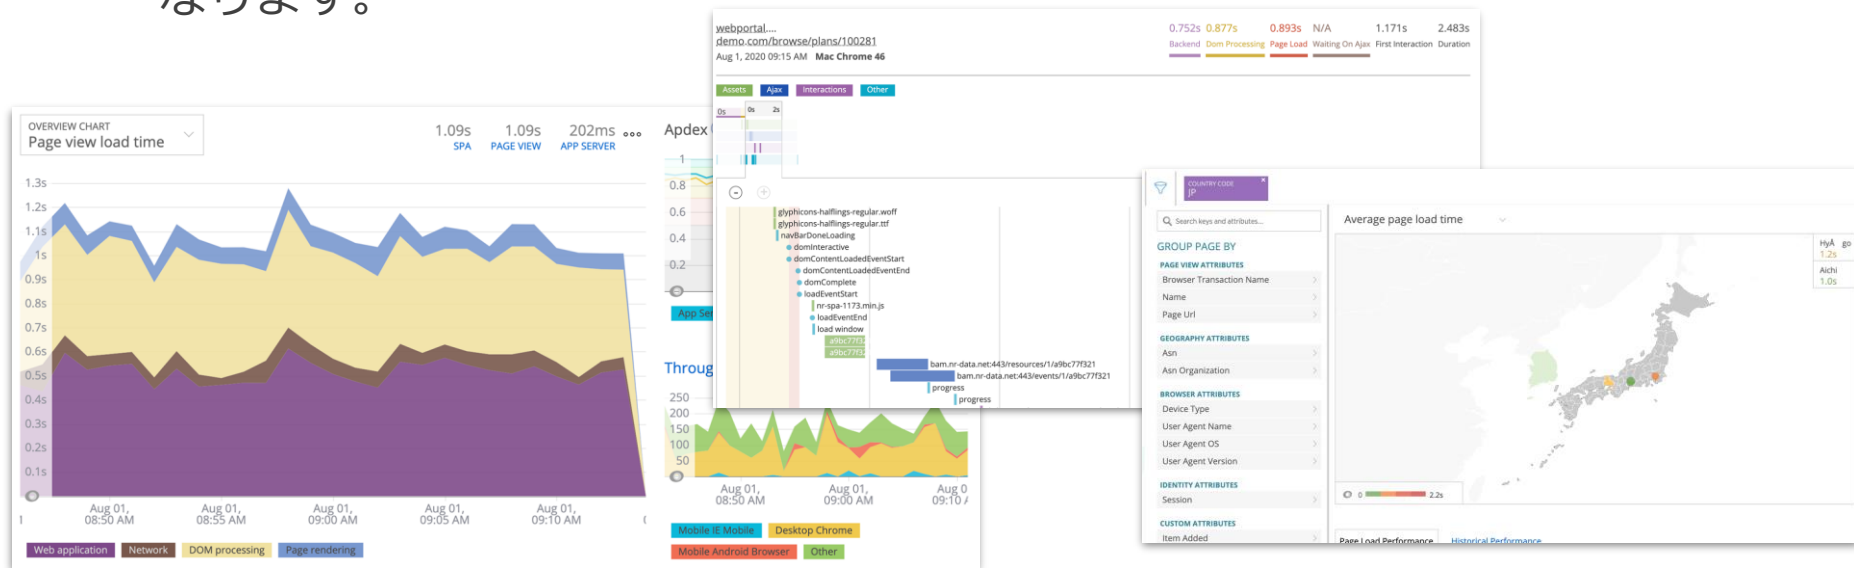 なります。
OVERVIEW CHART
Page view load time
1.09s 1.09s 202ms
SPA PAGE VIEW APP SERVER
1.3s
1.2s
1.1s
1s
0.9s
0.8s
0.7s
0.6s
0.5s
0.4s
0.3s
0.2s
0.1s
Aug 01, 08:50 AM
Aug 01, 08:55 AM
Aug 01, 09:00 AM
Aug 01, 09:05 AM
Aug 01, 09:10 AM
Web application Network DOM processing Page rendering
Apdex
1
0.8
0.6
0.4
0.2
App Se
Throug
250
200
150
100
50
Aug 01, 08:50 AM
Aug 01, 09:00 AM
Aug 0 09:10 A
Mobile IE Mobile Desktop Chrome
Mobile Android Browser Other
webportal....
demo.com/browse/plans/100281
Aug 1, 2020 09:15 AM Mac Chrome 46
0.752s 0.877s 0.893s N/A 1.171s 2.483s
Backend Dom Processing Page Load Waiting On Ajax First Interaction Duration
Assets Ajax Interactions Other
0s 0s 2s
glyphicons-halflings-regular.woff
glyphicons-halflings-regular.ttf
navBarDoneLoading
domInteractive
domContentLoadedEventStart
domContentLoadedEventEnd
domComplete
loadEventStart
nr-spa-1173.min.js
loadEventEnd
load window
a9bc77f32
a9bc77f32
bam.nr-data.net:443/resources/1/a9bc77f321
bam.nr-data.net:443/events/1/a9bc77f321
progress
progress
COUNTRY CODE
JP
Search keys and attributes...
GROUP PAGE BY
PAGE VIEW ATTRIBUTES
Browser Transaction Name
Name
Page Url
GEOGRAPHY ATTRIBUTES
Asn
Asn Organization
BROWSER ATTRIBUTES
Device Type
User Agent Name
User Agent OS
User Agent Version
IDENTITY ATTRIBUTES
Session
CUSTOM ATTRIBUTES
Item Added
Average page load time
HyÅ go
1.2s
Aichi
1.0s
0 2.2s
Page Load Performance Historical Performance